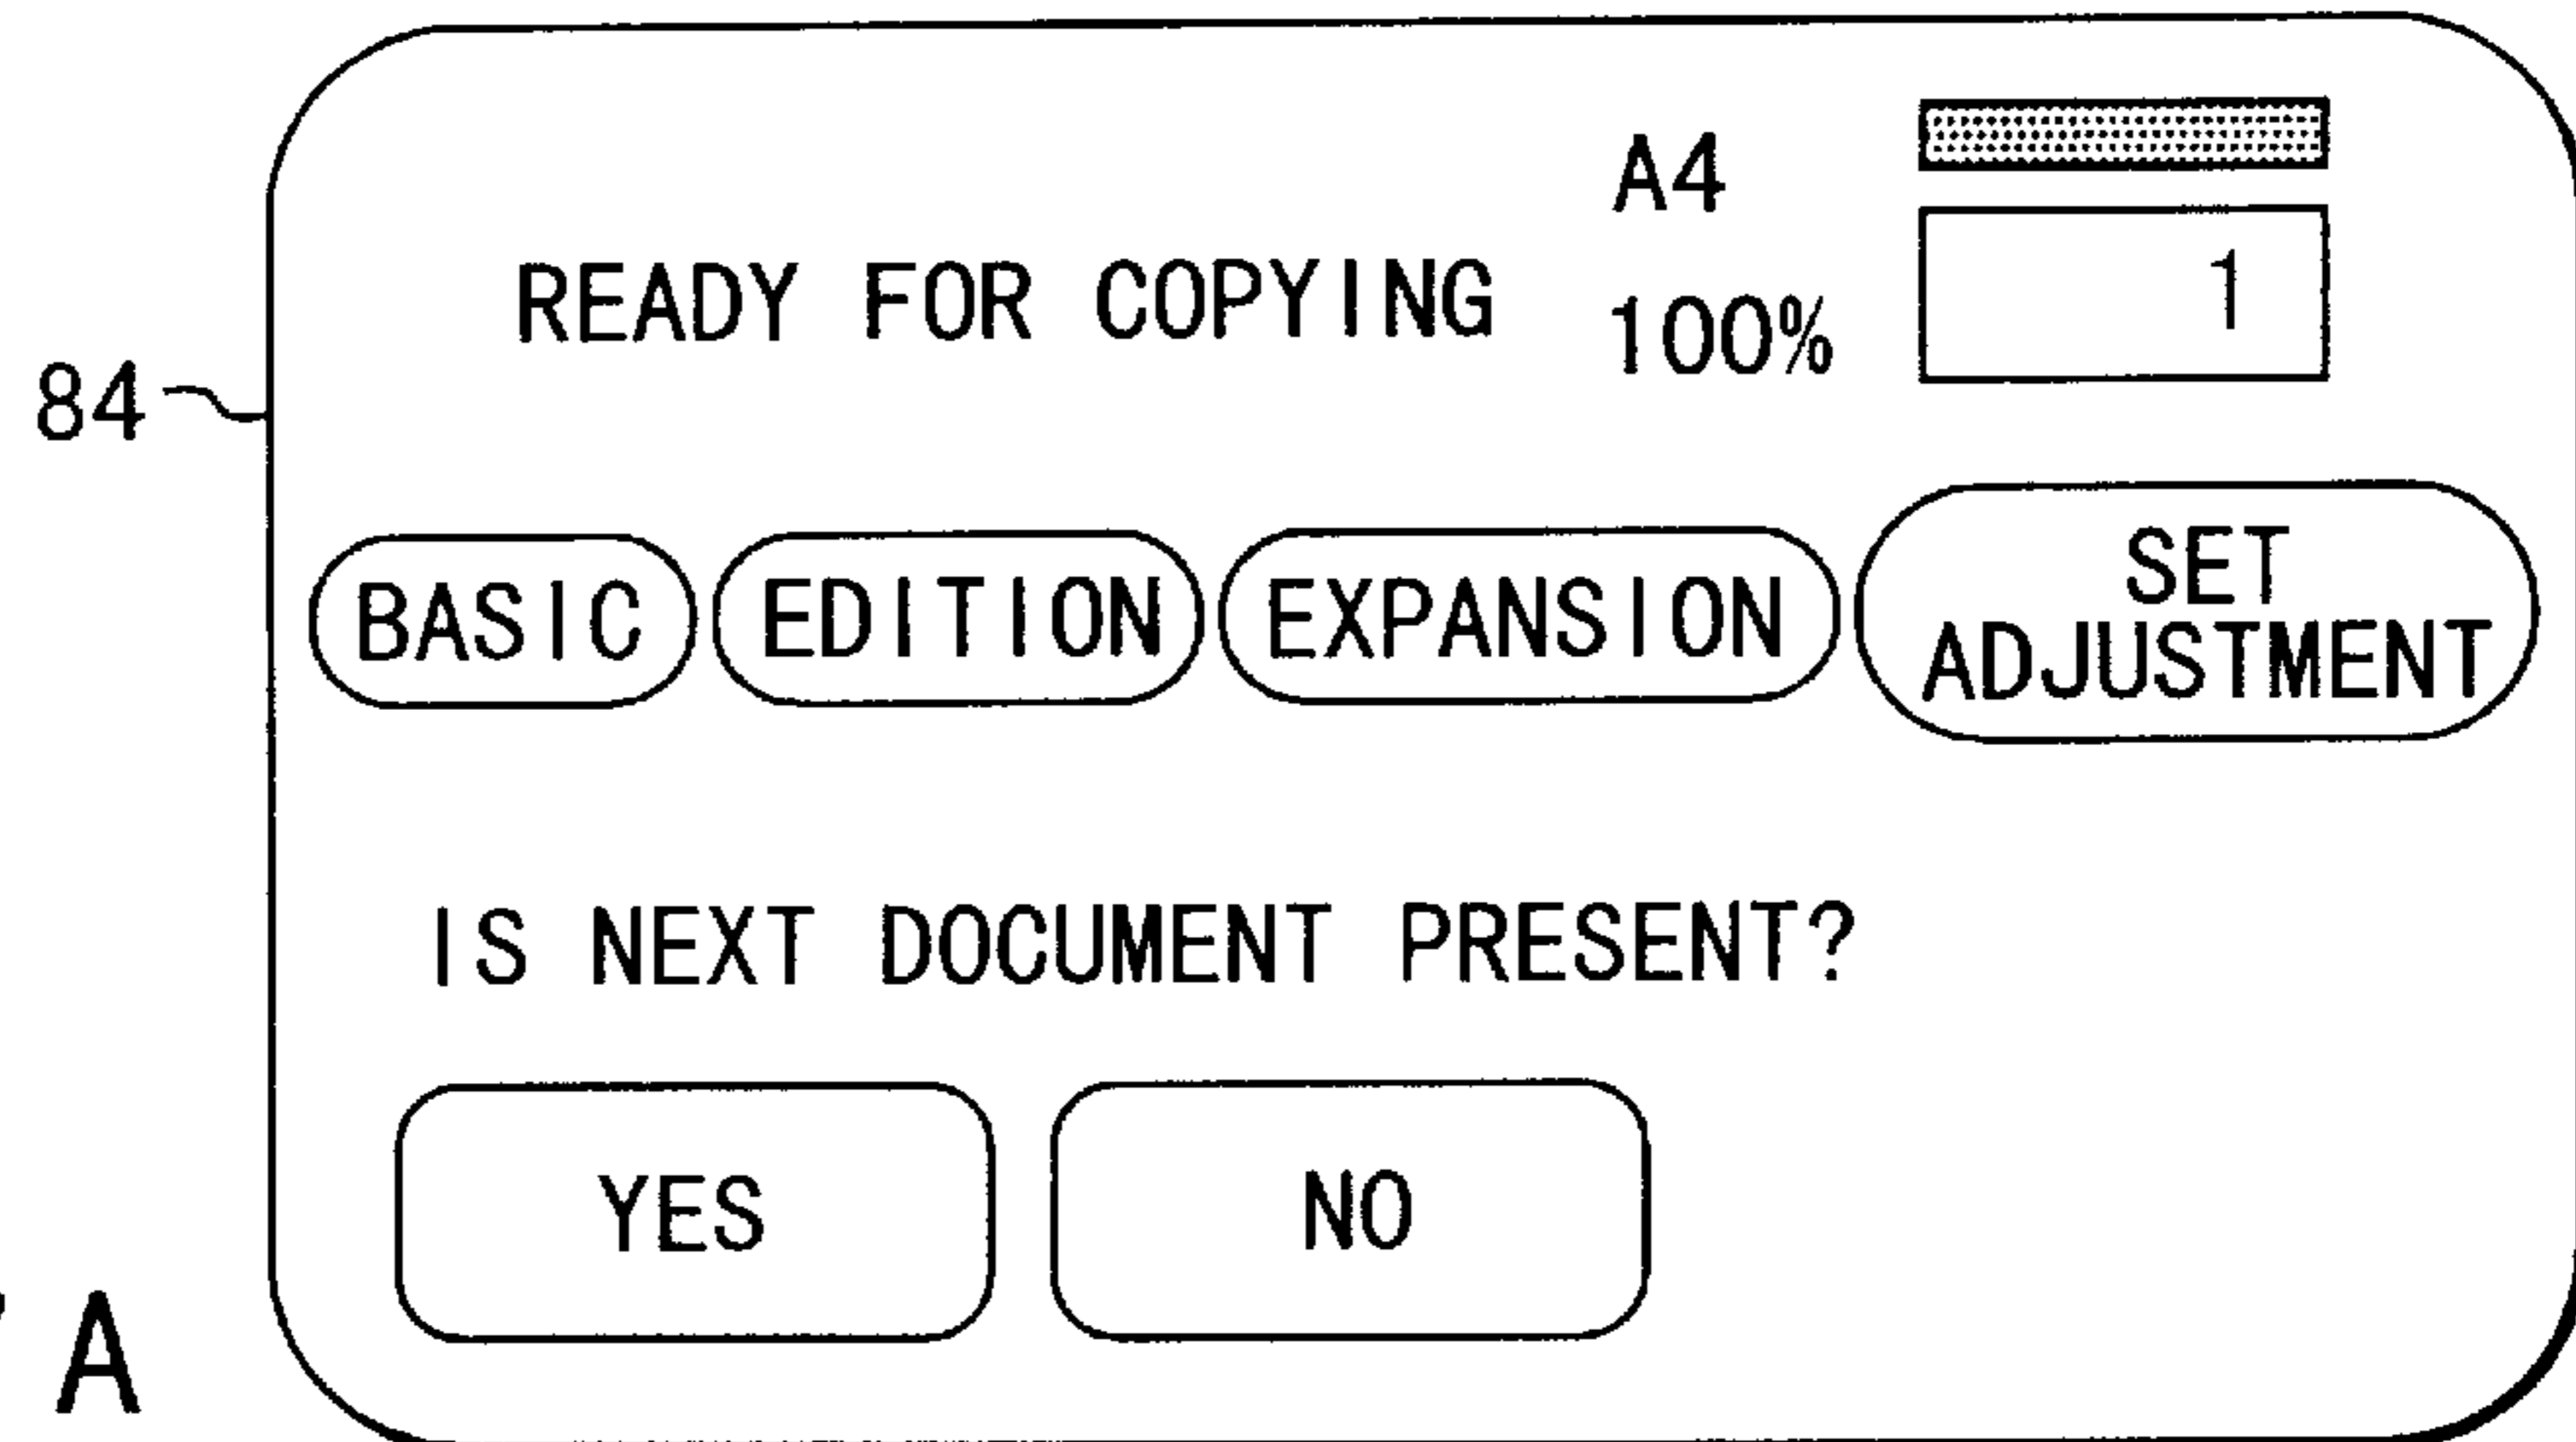 A4
READY FOR COPYING
100%
1
84
BASIC
EDITION
EXPANSION
SET
ADJUSTMENT
IS NEXT DOCUMENT PRESENT?
YES
NO
A